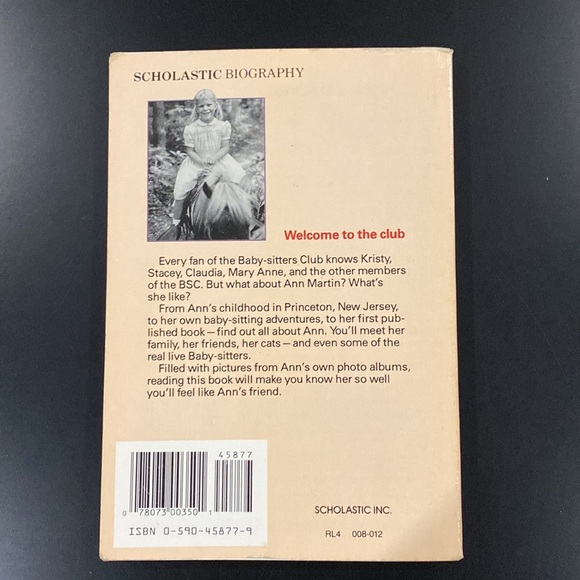 SCHOLASTIC BIOGRAPHY
Welcome to the club
Every fan of the Baby-sitters Club knows Kristy,
Stacey, Claudia, Mary Anne, and the other members
of the BSC. But what about Ann Martin? What's
she like?
From Ann's childhood in Princeton, New Jersey,
to her own baby-sitting adventures, to her first pub-
lished book—find out all about Ann. You'll meet her
family, her friends, her cats—and even some of the
real live Baby-sitters.
Filled with pictures from Ann's own photo albums,
reading this book will make you know her so well
you'll feel like Ann's friend.
45877
0 78073 00350 1
ISBN 0-590-45877-9
SCHOLASTIC INC.
RL4 008-012